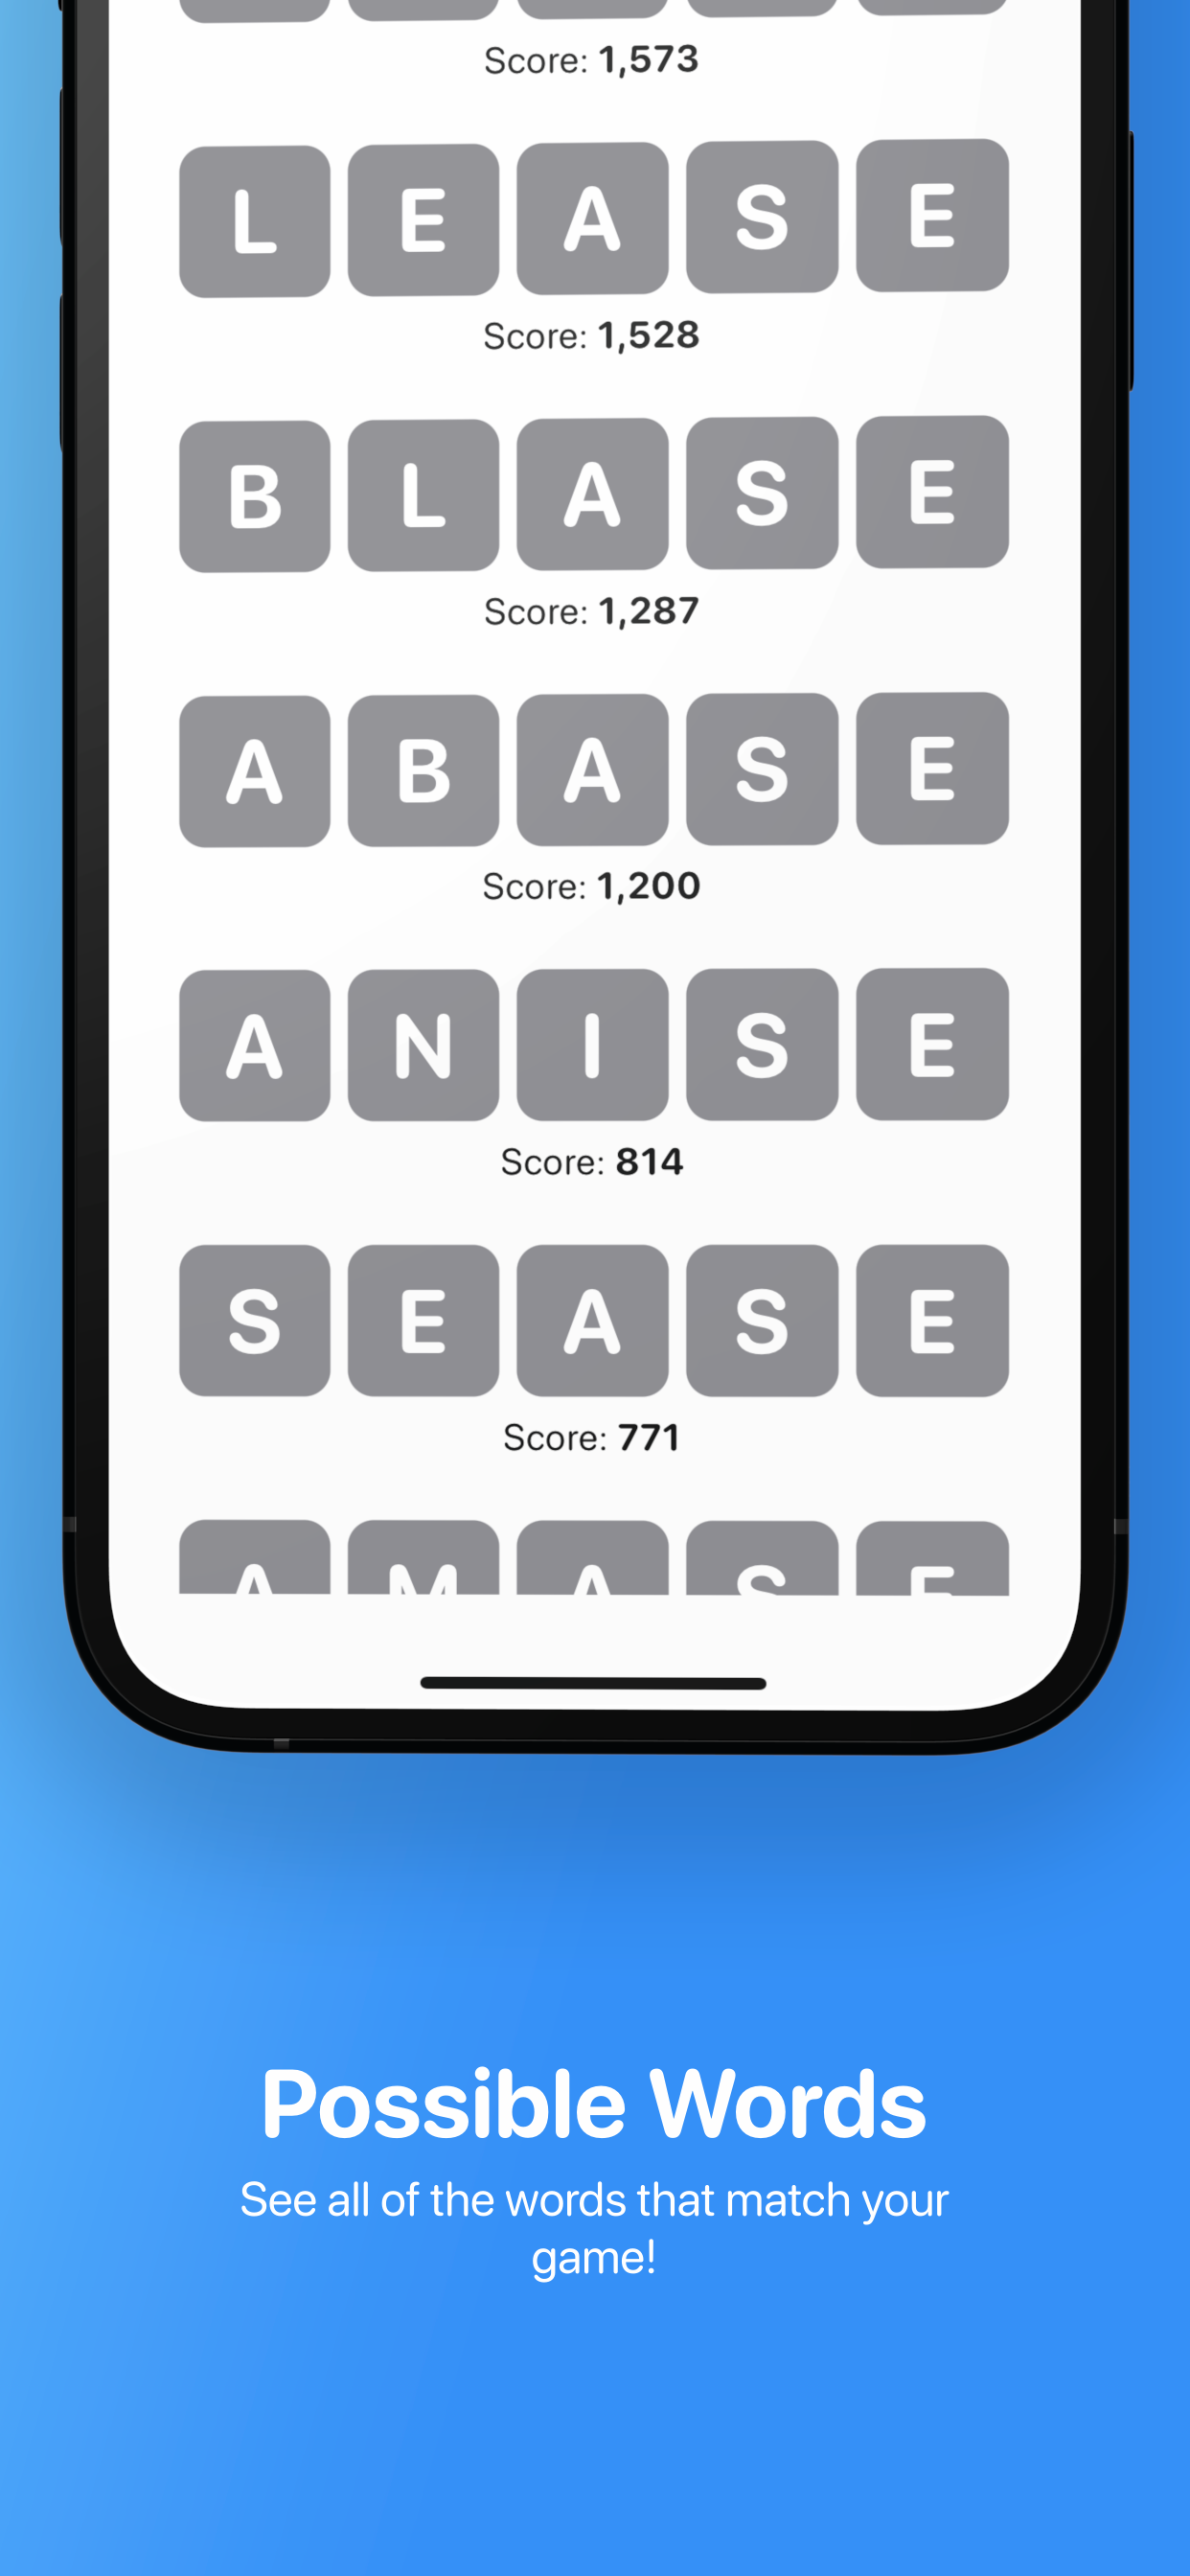 Score: 1,573
L E A S E
Score: 1,528
B L A S E
Score: 1,287
A B A S E
Score: 1,200
A N I S E
Score: 814
S E A S E
Score: 771
A M A S E
Possible Words
See all of the words that match your
game!